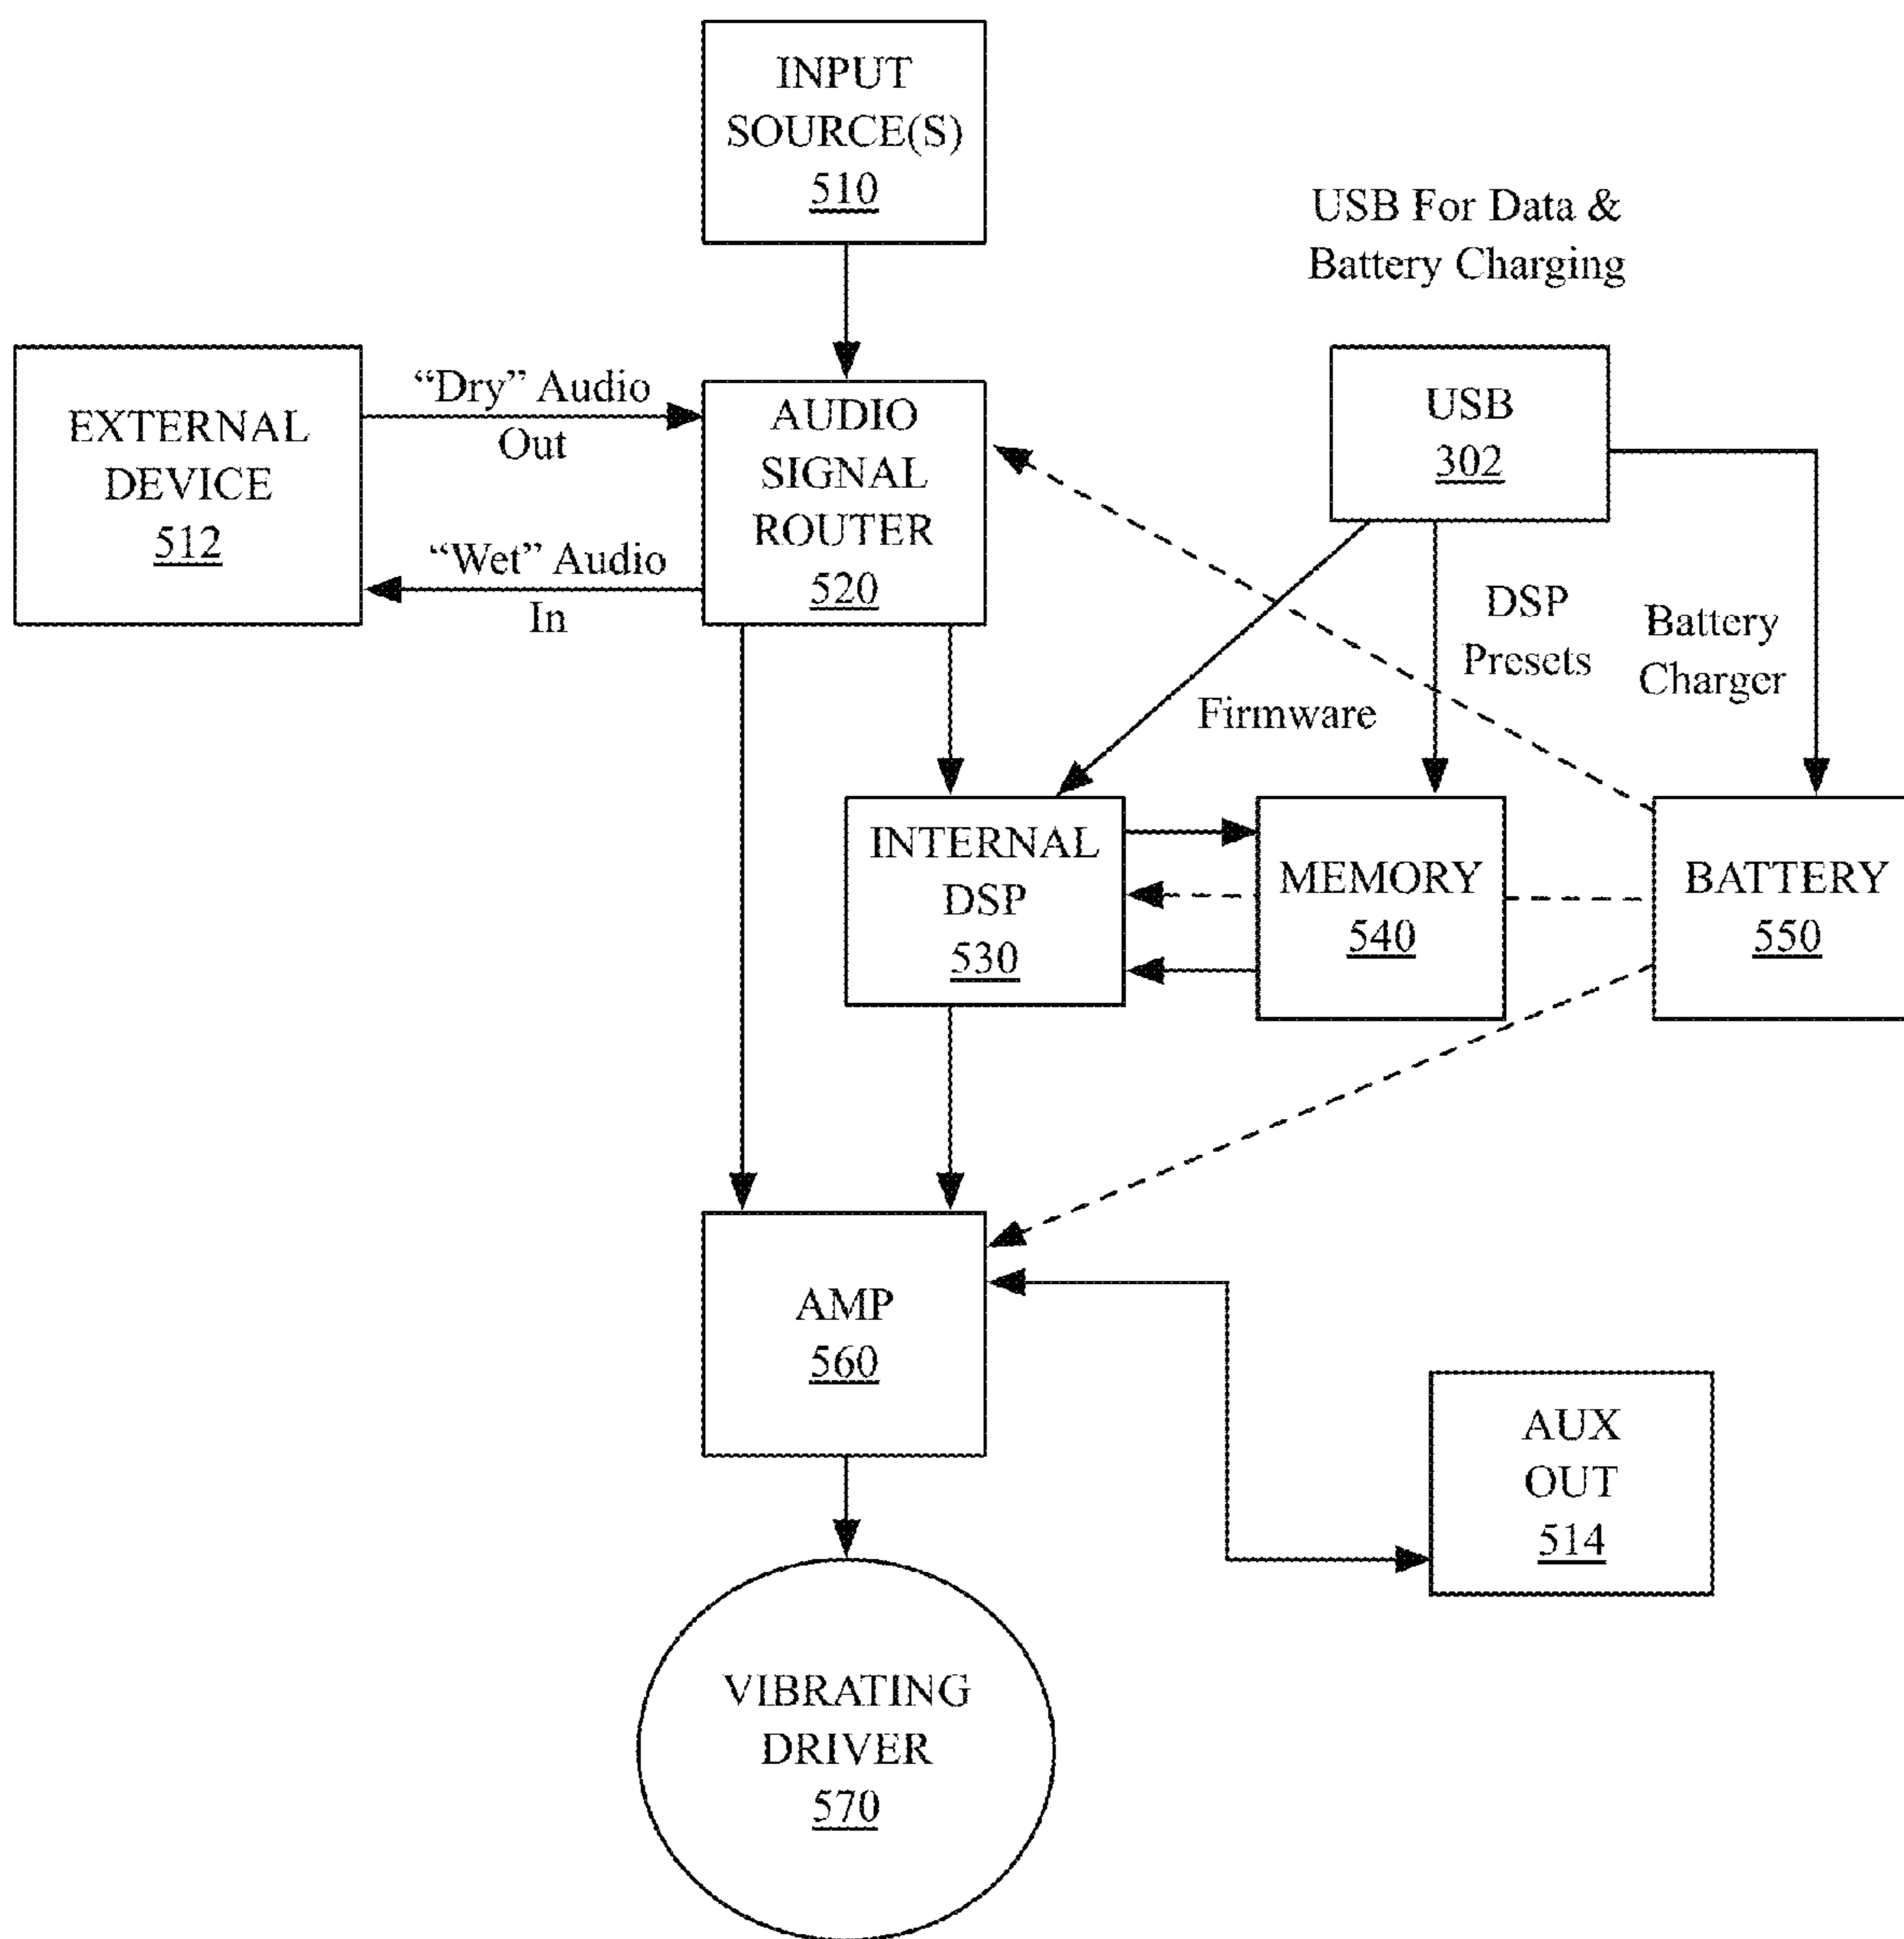 INPUT
SOURCE(S)
510
USB For Data &
Battery Charging
EXTERNAL
DEVICE
512
“Dry” Audio
Out
“Wet” Audio
In
AUDIO
SIGNAL
ROUTER
520
USB
302
Firmware
DSP
Presets
Battery
Charger
INTERNAL
DSP
530
MEMORY
540
BATTERY
550
AMP
560
AUX
OUT
514
VIBRATING
DRIVER
570